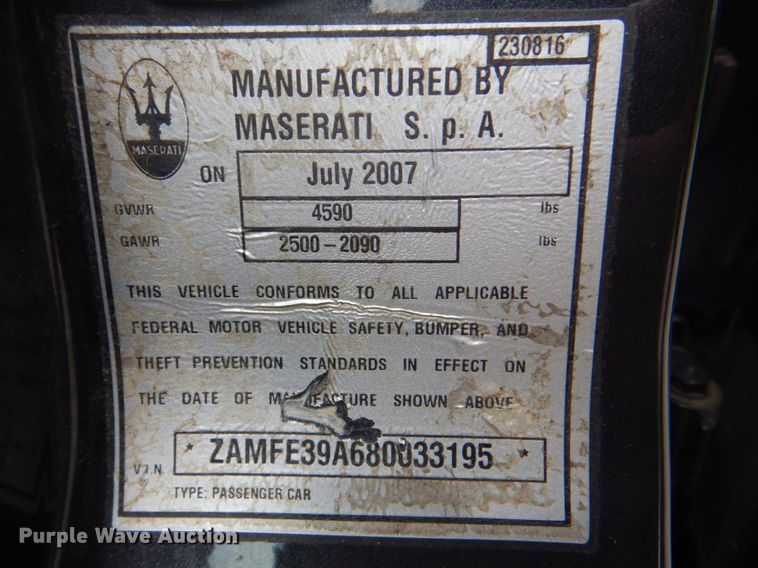 230816
MANUFACTURED BY
MASERATI S. p. A.
MASERATI
ON July 2007
GVWR 4590 lbs
GAWR 2500-2090 lbs
THIS VEHICLE CONFORMS TO ALL APPLICABLE
FEDERAL MOTOR VEHICLE SAFETY, BUMPER, AND
THEFT PREVENTION STANDARDS IN EFFECT ON
THE DATE OF MANUFACTURE SHOWN ABOVE
V.I.N. * ZAMFE39A680033195 *
TYPE: PASSENGER CAR
Purple Wave Auction